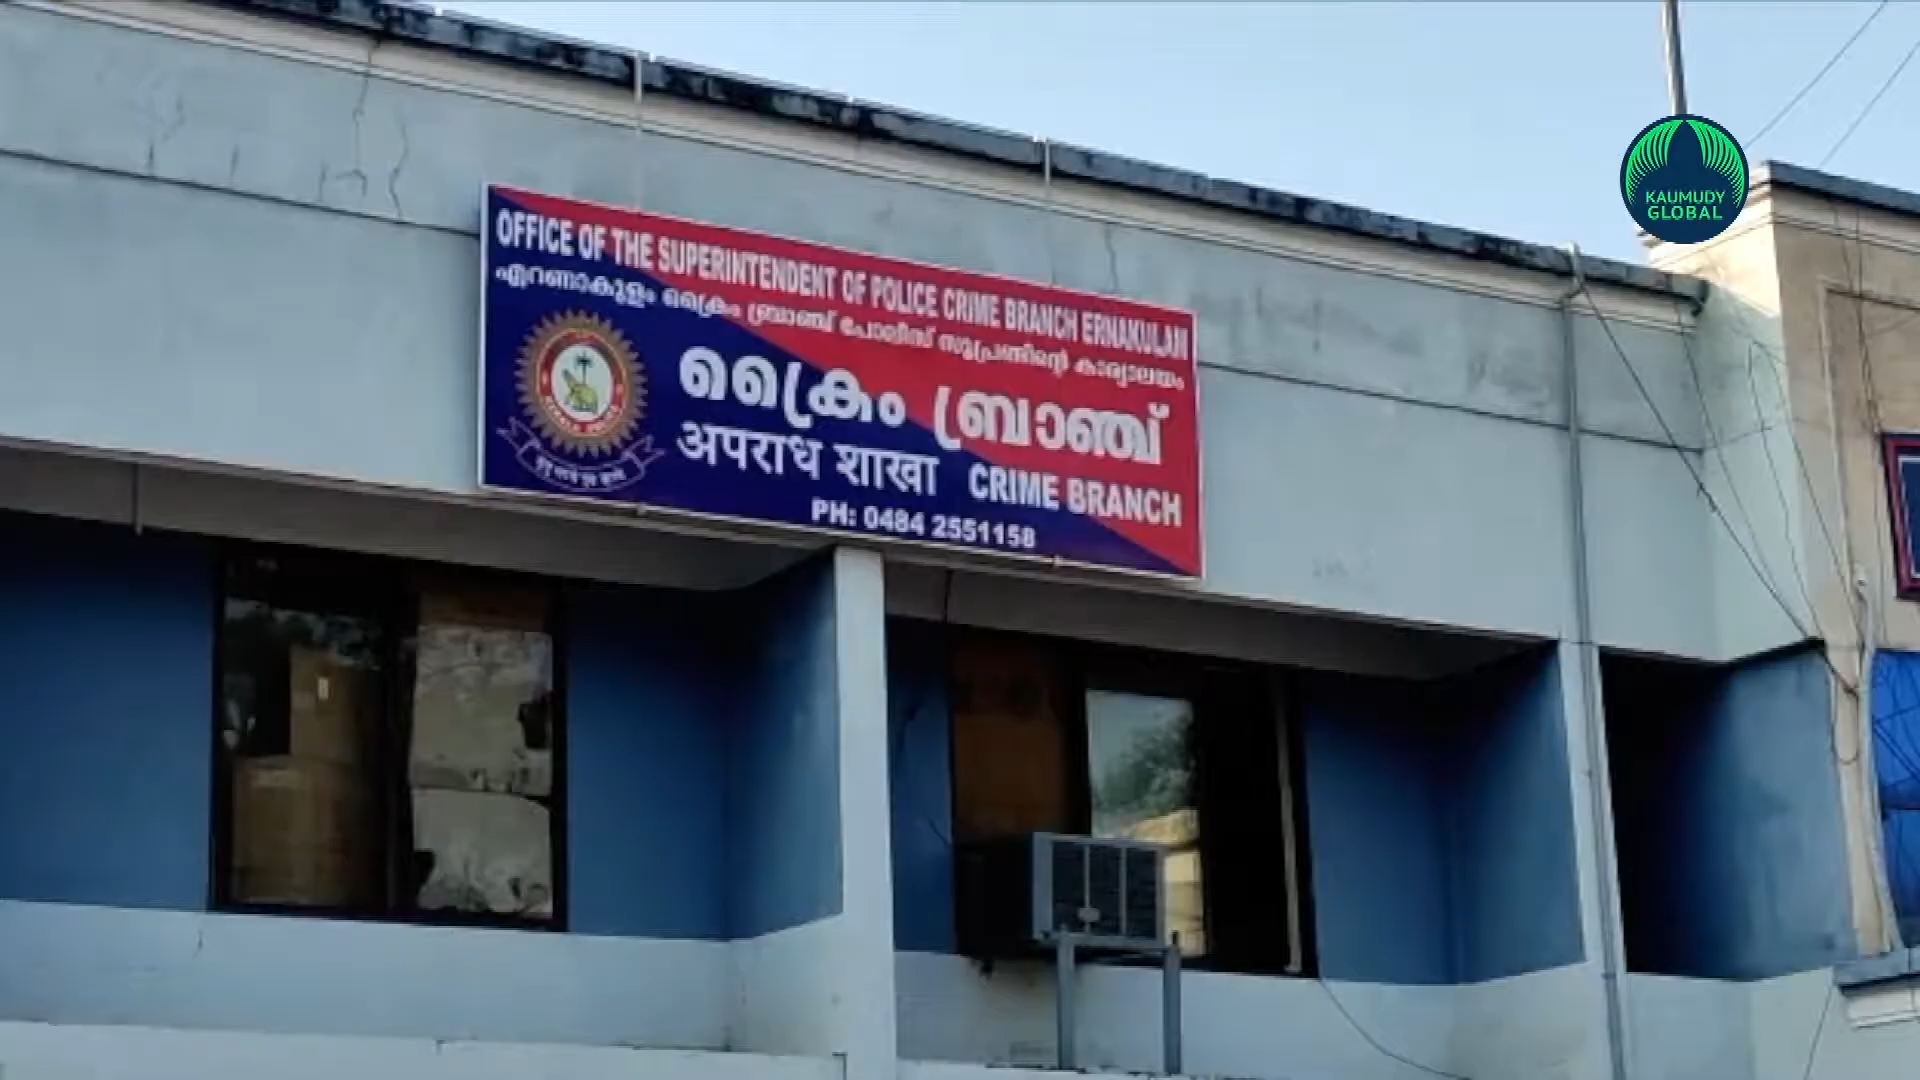 OFFICE OF THE SUPERINTENDENT OF POLICE CRIME BRANCH ERNAKULAM
എറണാകുളം ക്രൈം ബ്രാഞ്ച് പോലീസ് സൂപ്രണ്ടിന്റെ കാര്യാലയം
ക്രൈം ബ്രാഞ്ച്
अपराध शाखा CRIME BRANCH
PH: 0484 2551158
KAUMUDY
GLOBAL